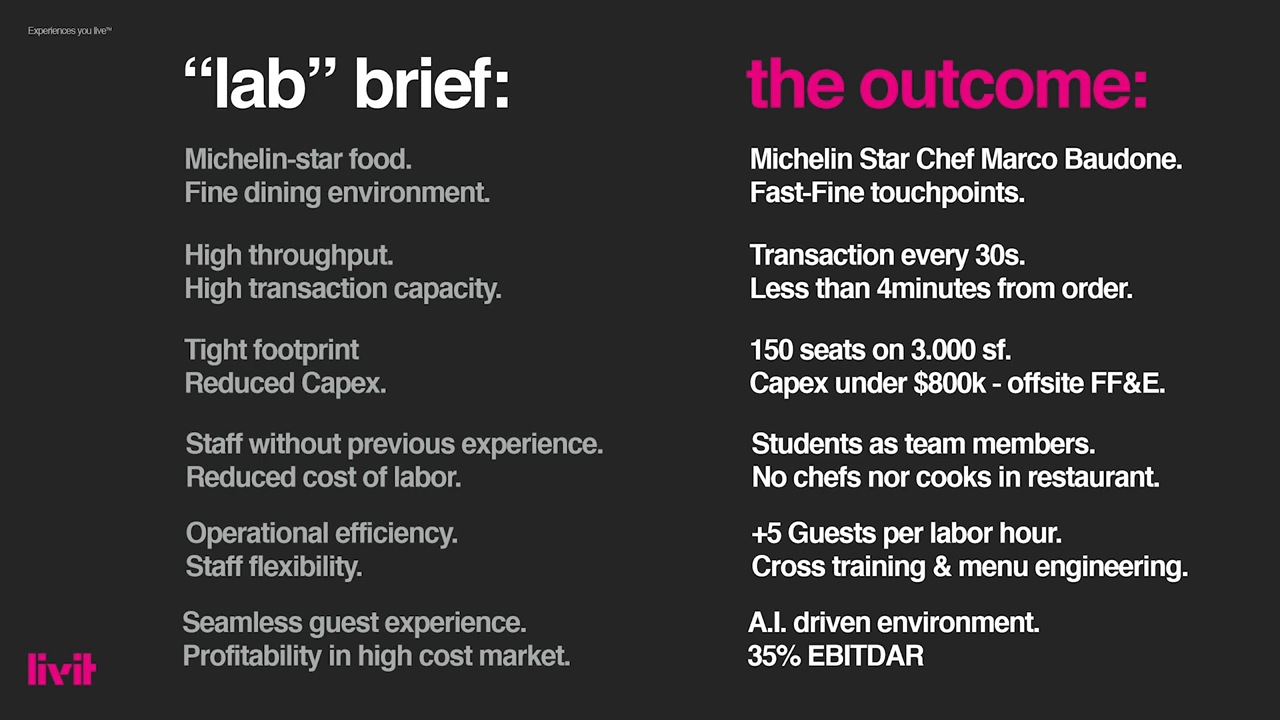 Experiences you live™
“lab” brief:
Michelin-star food.
Fine dining environment.
High throughput.
High transaction capacity.
Tight footprint
Reduced Capex.
Staff without previous experience.
Reduced cost of labor.
Operational efficiency.
Staff flexibility.
Seamless guest experience.
Profitability in high cost market.
the outcome:
Michelin Star Chef Marco Baudone.
Fast-Fine touchpoints.
Transaction every 30s.
Less than 4minutes from order.
150 seats on 3.000 sf.
Capex under $800k - offsite FF&E.
Students as team members.
No chefs nor cooks in restaurant.
+5 Guests per labor hour.
Cross training & menu engineering.
A.I. driven environment.
35% EBITDAR
livit